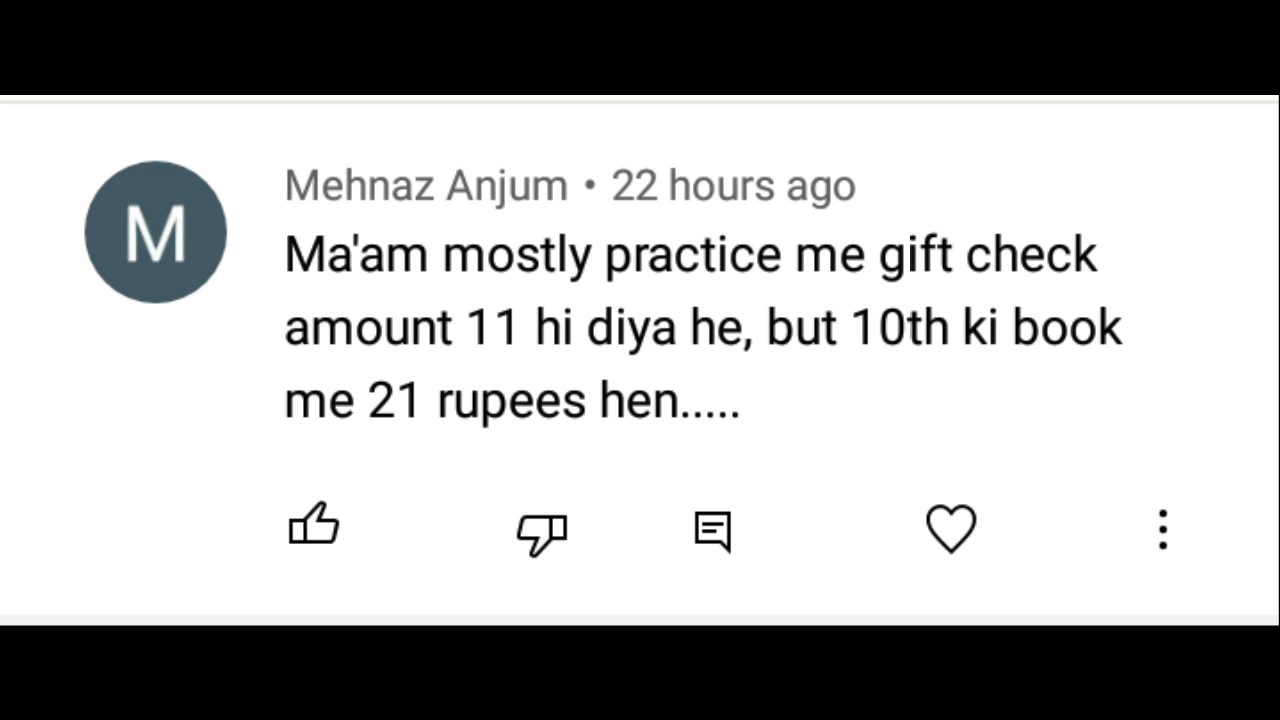 M
Mehnaz Anjum • 22 hours ago
Ma'am mostly practice me gift check
amount 11 hi diya he, but 10th ki book
me 21 rupees hen.....